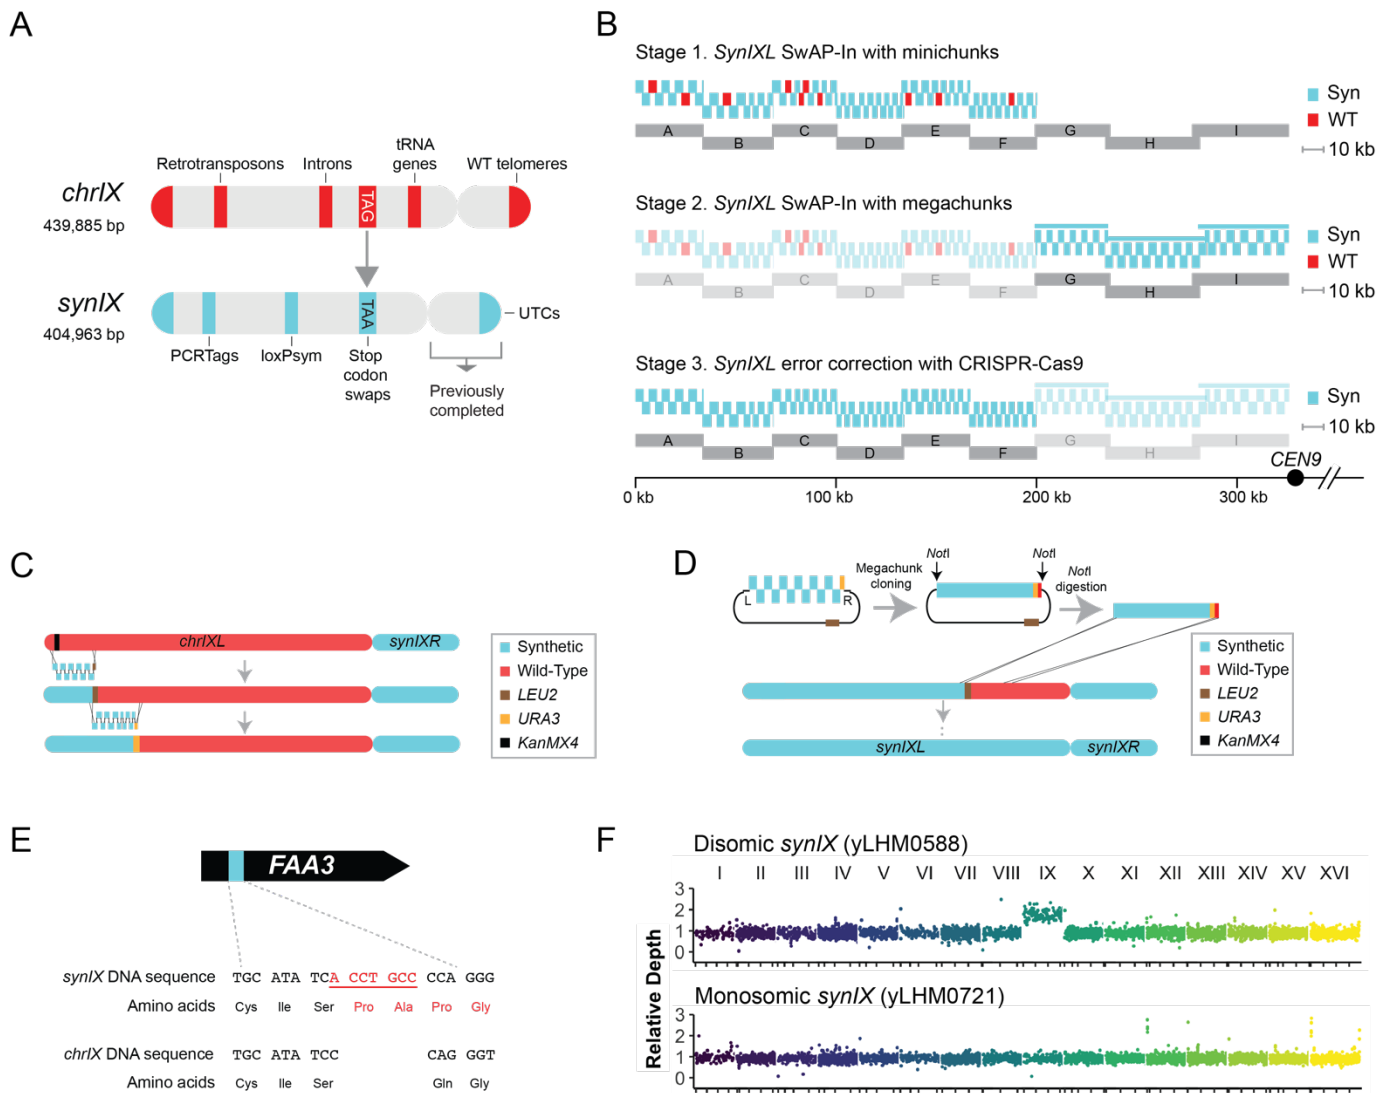 A
Retrotransposons
Introns
tRNA
genes
WT telomeres
chrIX
439,885 bp
TAG
synIX
404,963 bp
TAA
UTCs
PCRTags
loxPsym
Stop
codon
swaps
Previously
completed
B
Stage 1. SynIXL SwAP-In with minichunks
Syn
WT
10 kb
A
B
C
D
E
F
G
H
I
Stage 2. SynIXL SwAP-In with megachunks
Syn
WT
10 kb
A
B
C
D
E
F
G
H
I
Stage 3. SynIXL error correction with CRISPR-Cas9
Syn
10 kb
A
B
C
D
E
F
G
H
I
CEN9
0 kb
100 kb
200 kb
300 kb
C
chrIXL
synIXR
Synthetic
Wild-Type
LEU2
URA3
KanMX4
D
L
R
Megachunk
cloning
NotI
NotI
NotI
digestion
Synthetic
Wild-Type
LEU2
URA3
KanMX4
synIXL
synIXR
E
FAA3
synIX DNA sequence TGC ATA TCA CCT GCC CCA GGG
Amino acids Cys Ile Ser Pro Ala Pro Gly
chrIX DNA sequence TGC ATA TCC CAG GGT
Amino acids Cys Ile Ser Gln Gly
F
Disomic synIX (yLHM0588)
I II III IV V VI VII VIII IX X XI XII XIII XIV XV XVI
3
2
1
0
Relative Depth
Monosomic synIX (yLHM0721)
3
2
1
0